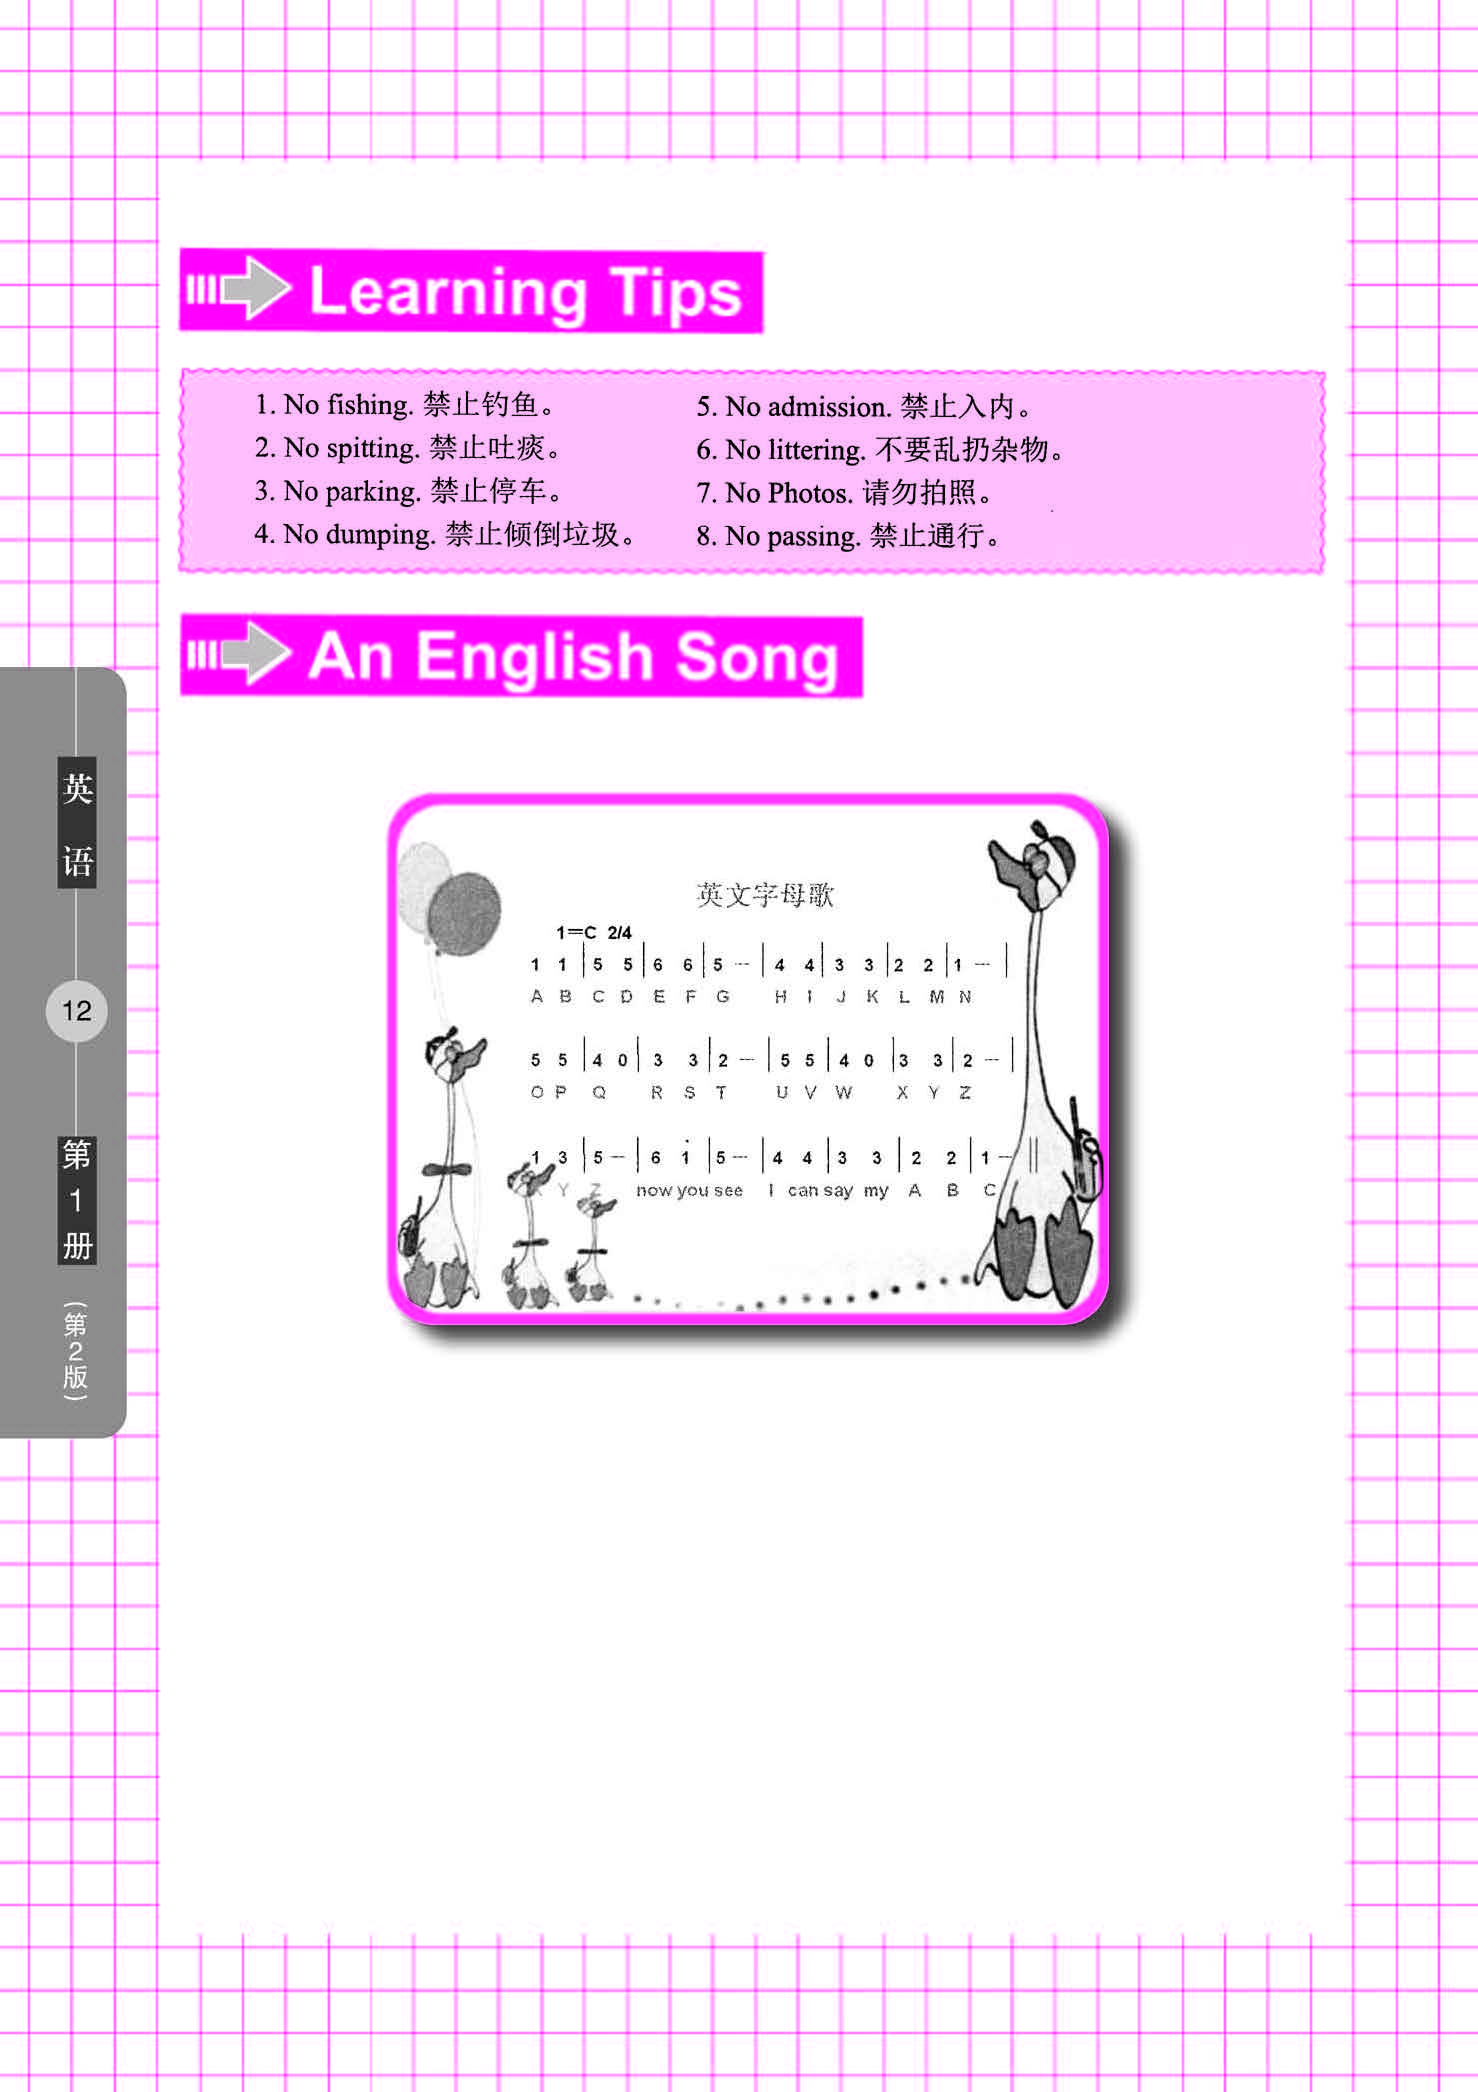 Learning Tips
1. No fishing. 禁止钓鱼。
2. No spitting. 禁止吐痰。
3. No parking. 禁止停车。
4. No dumping. 禁止倾倒垃圾。
5. No admission. 禁止入内。
6. No littering. 不要乱扔杂物。
7. No Photos. 请勿拍照。
8. No passing. 禁止通行。
An English Song
英文字母歌
1=C 2/4
1 1 | 5 5 | 6 6 | 5 — | 4 4 | 3 3 | 2 2 | 1 — |
A B C D E F G H I J K L M N
5 5 | 4 0 | 3 3 | 2 — | 5 5 | 4 0 | 3 3 | 2 — |
O P Q R S T U V W X Y Z
1 3 | 5 — | 6 i | 5 — | 4 4 | 3 3 | 2 2 | 1 — ||
X Y Z now you see I can say my A B C
英语
12
第1册
(第2版)